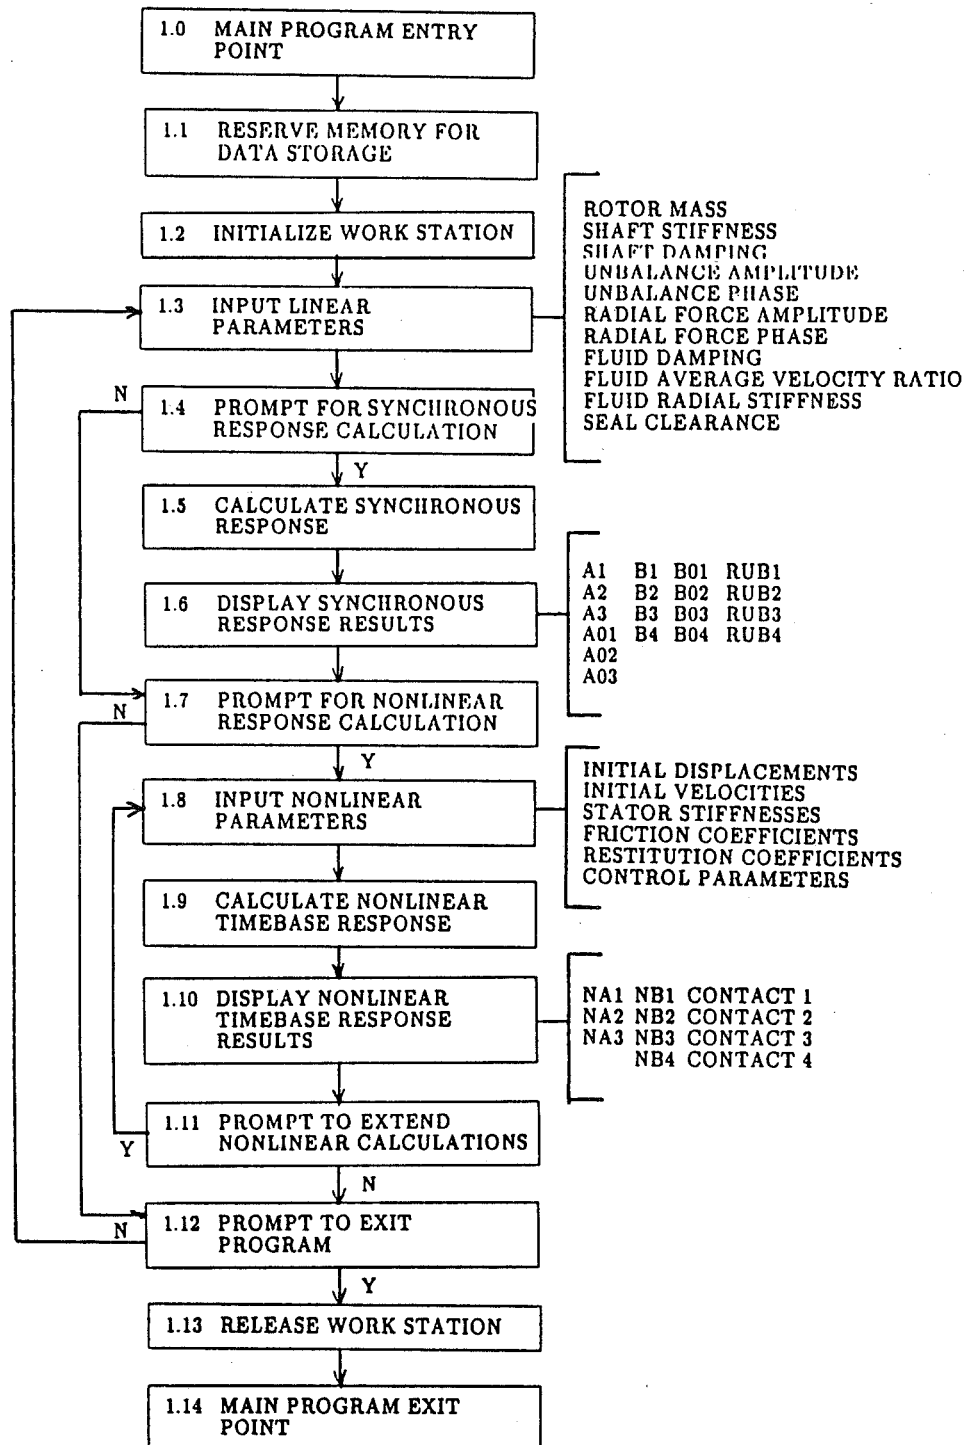 1.0 MAIN PROGRAM ENTRY
POINT
1.1 RESERVE MEMORY FOR
DATA STORAGE
1.2 INITIALIZE WORK STATION
1.3 INPUT LINEAR
PARAMETERS
ROTOR MASS
SHAFT STIFFNESS
SHAFT DAMPING
UNBALANCE AMPLITUDE
UNBALANCE PHASE
RADIAL FORCE AMPLITUDE
RADIAL FORCE PHASE
FLUID DAMPING
FLUID AVERAGE VELOCITY RATIO
FLUID RADIAL STIFFNESS
SEAL CLEARANCE
N
1.4 PROMPT FOR SYNCHRONOUS
RESPONSE CALCULATION
Y
1.5 CALCULATE SYNCHRONOUS
RESPONSE
1.6 DISPLAY SYNCHRONOUS
RESPONSE RESULTS
A1 B1 B01 RUB1
A2 B2 B02 RUB2
A3 B3 B03 RUB3
A01 B4 B04 RUB4
A02
A03
N
1.7 PROMPT FOR NONLINEAR
RESPONSE CALCULATION
Y
1.8 INPUT NONLINEAR
PARAMETERS
INITIAL DISPLACEMENTS
INITIAL VELOCITIES
STATOR STIFFNESSES
FRICTION COEFFICIENTS
RESTITUTION COEFFICIENTS
CONTROL PARAMETERS
1.9 CALCULATE NONLINEAR
TIMEBASE RESPONSE
1.10 DISPLAY NONLINEAR
TIMEBASE RESPONSE
RESULTS
NA1 NB1 CONTACT 1
NA2 NB2 CONTACT 2
NA3 NB3 CONTACT 3
NB4 CONTACT 4
1.11 PROMPT TO EXTEND
NONLINEAR CALCULATIONS
Y
N
1.12 PROMPT TO EXIT
PROGRAM
N
Y
1.13 RELEASE WORK STATION
1.14 MAIN PROGRAM EXIT
POINT